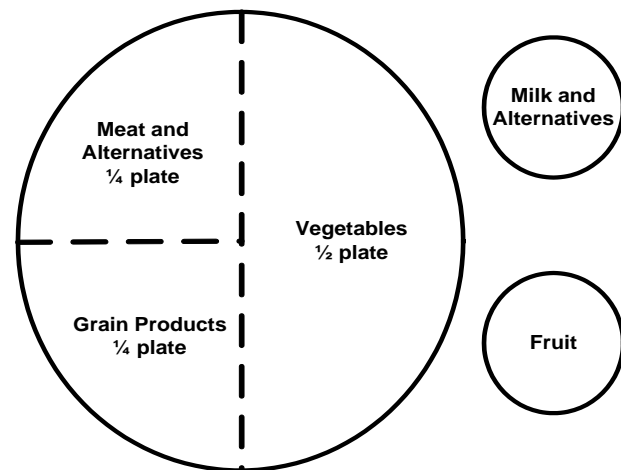 Meat and
Alternatives
¼ plate
Vegetables
½ plate
Grain Products
¼ plate
Milk and
Alternatives
Fruit